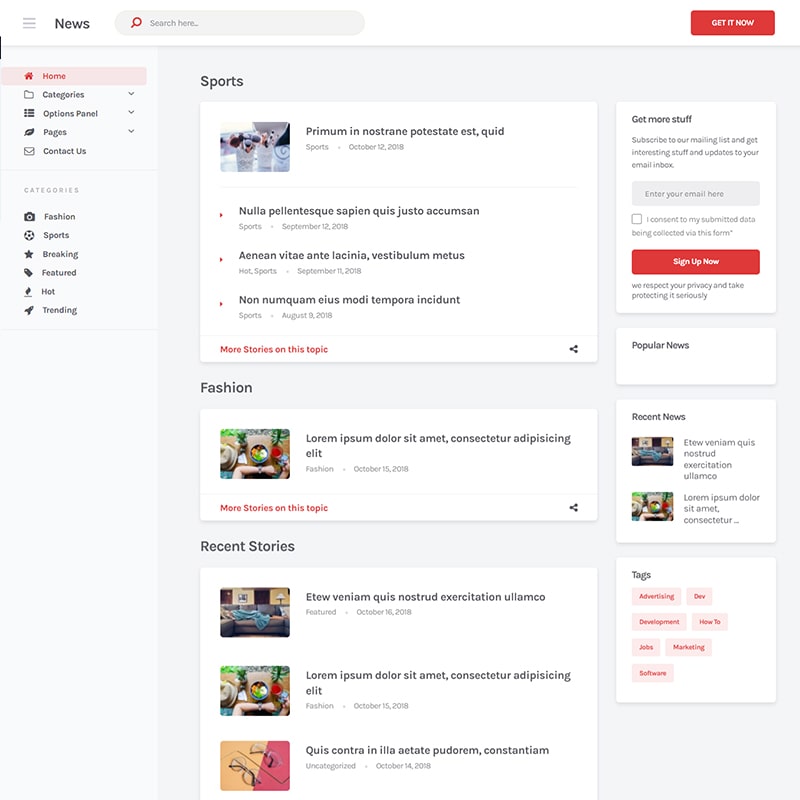 News
Search here...
GET IT NOW
Home
Categories
Options Panel
Pages
Contact Us
CATEGORIES
Fashion
Sports
Breaking
Featured
Hot
Trending
Sports
Primum in nostrane potestate est, quid
Sports October 12, 2018
Nulla pellentesque sapien quis justo accumsan
Sports September 12, 2018
Aenean vitae ante lacinia, vestibulum metus
Hot, Sports September 11, 2018
Non numquam eius modi tempora incidunt
Sports August 9, 2018
More Stories on this topic
Fashion
Lorem ipsum dolor sit amet, consectetur adipisicing
elit
Fashion October 15, 2018
More Stories on this topic
Recent Stories
Etew veniam quis nostrud exercitation ullamco
Featured October 16, 2018
Lorem ipsum dolor sit amet, consectetur adipisicing
elit
Fashion October 15, 2018
Quis contra in illa aetate pudorem, constantiam
Uncategorized October 14, 2018
Get more stuff
Subscribe to our mailing list and get
interesting stuff and updates to your
email inbox.
Enter your email here
I consent to my submitted data
being collected via this form*
Sign Up Now
we respect your privacy and take
protecting it seriously
Popular News
Recent News
Etew veniam quis
nostrud
exercitation
ullamco
Lorem ipsum dolor
sit amet,
consectetur ...
Tags
Advertising Dev
Development How To
Jobs Marketing
Software